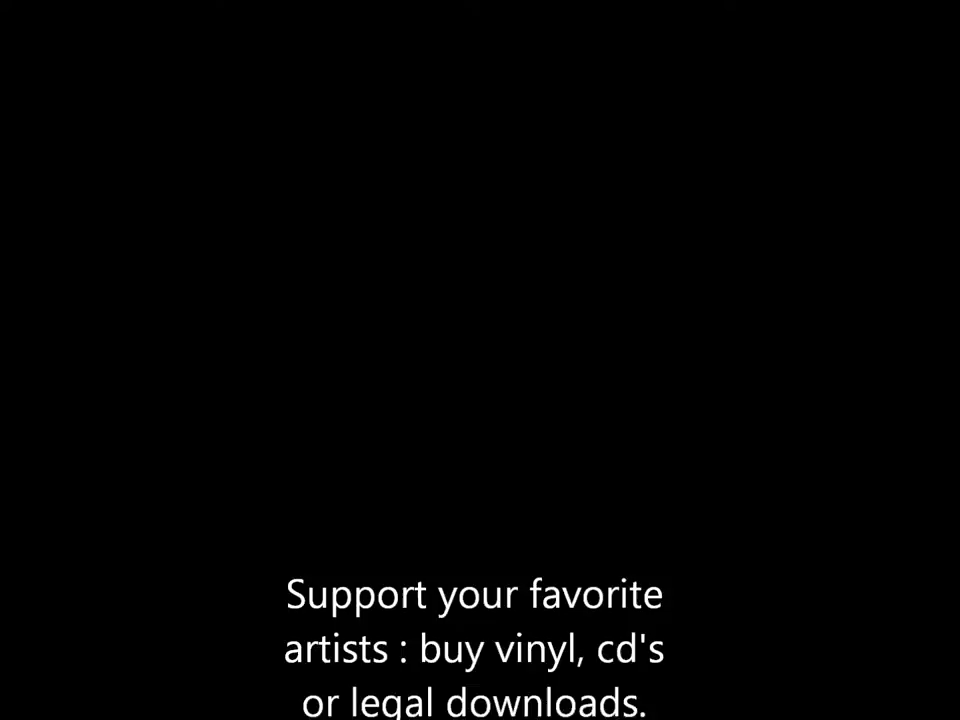 Support your favorite
artists : buy vinyl, cd's
or legal downloads.